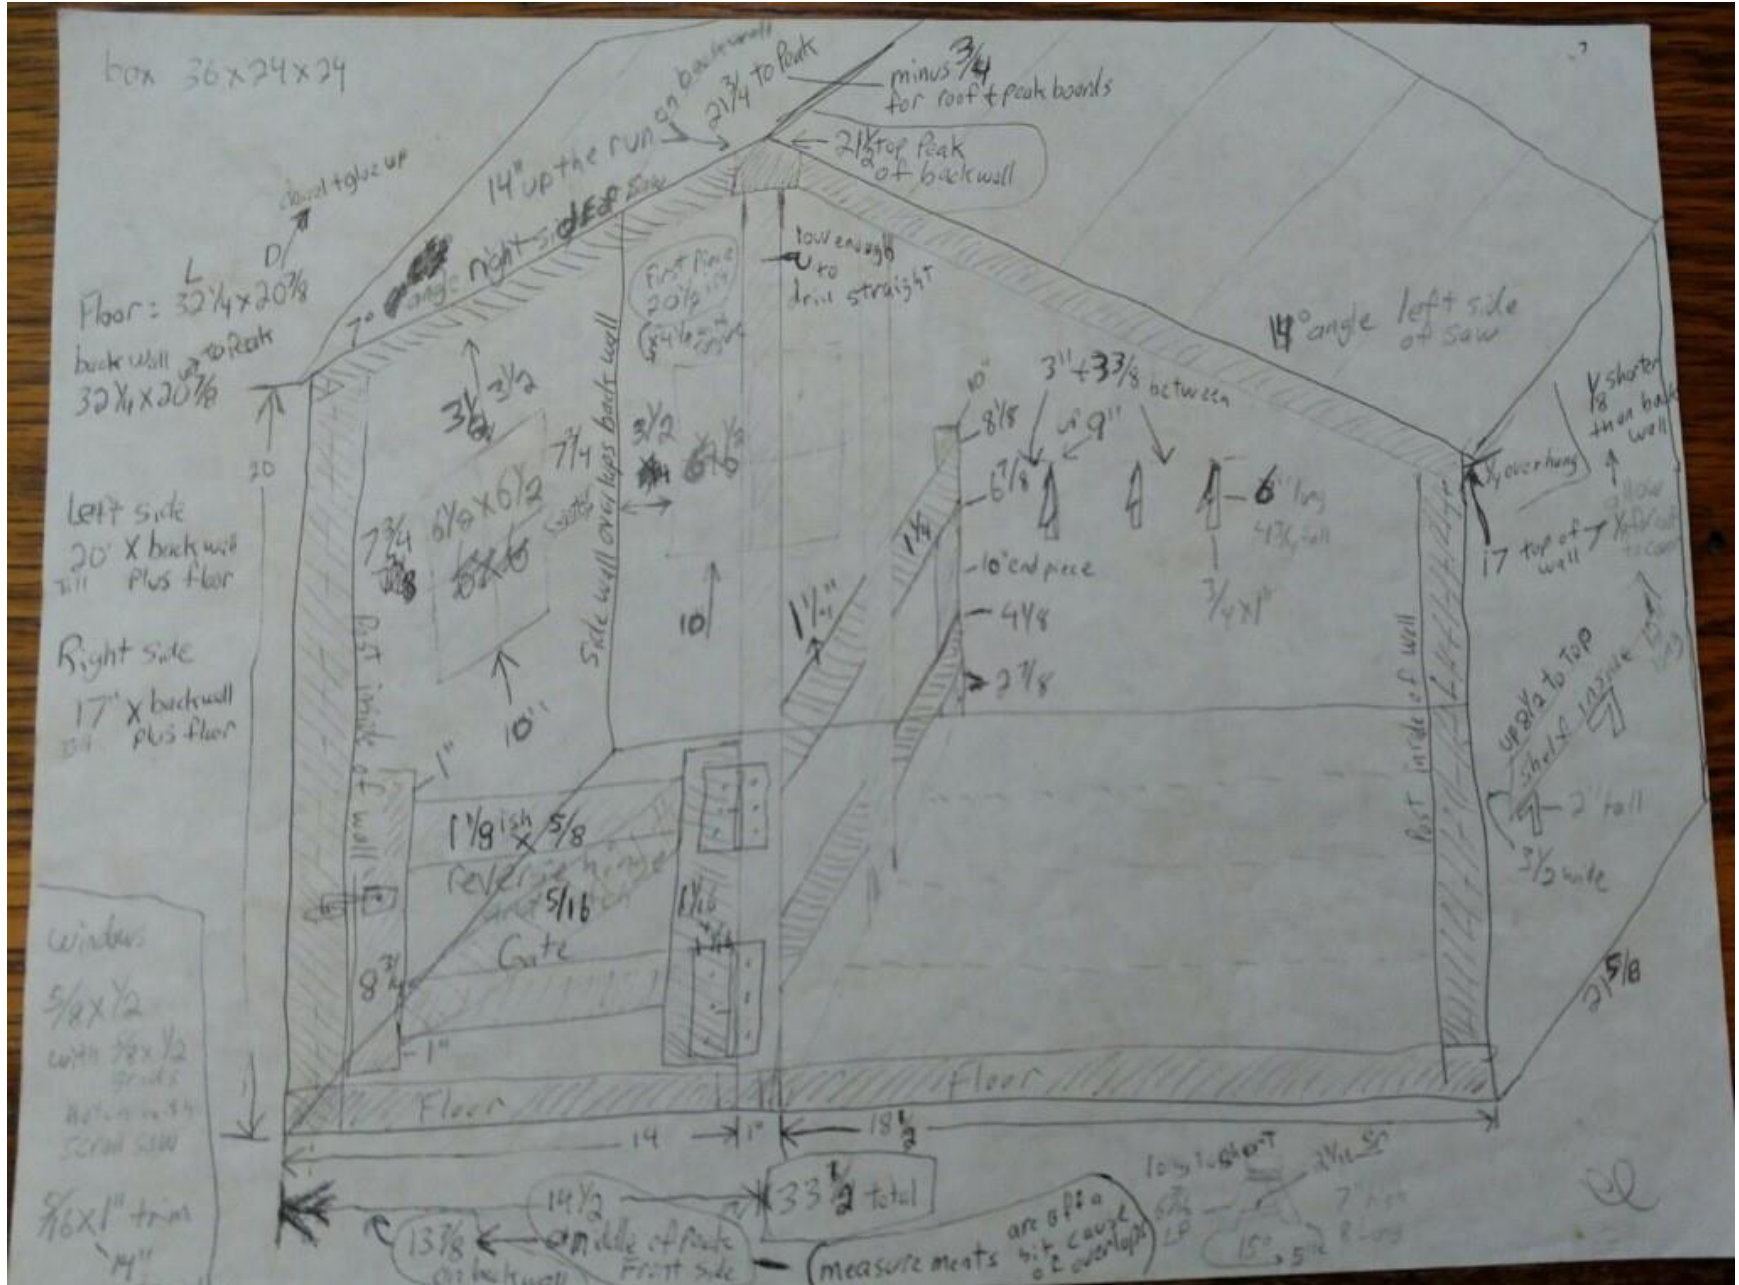 box 36x24x24
on backwall
21 3/4 to Peak
minus 3/4
for roof + peak boards
14" up the run
21 1/2 top Peak
of backwall
glue up
L D
Floor = 32 1/4 x 20 7/8
back wall to Peak
32 1/4 x 20 7/8
7° angle right side of saw
low enough
to
drill straight
First Piece
20 1/2
14° angle left side
of saw
20
3 1/2
3 1/2
7 1/4
3 1/2
Side wall overlaps back wall
3" + 3 3/8 between
10"
8 1/8
6 7/8
1 1/4
up 9"
6" long
3/4 x 1"
10" end piece
4 1/8
2 7/8
1 1/4"
10
10"
1/8 shorter
than back
wall
1/4 overhang
17 top of
wall
Left side
20" x backwall
plus floor
7 3/4
6 1/8 x 6 1/2
6x6
Right side
17" x backwall
plus floor
Post inside of wall
Post inside of wall
up 8 1/2 to top
shelf inside
2" tall
3 1/2 wide
1"
1 1/8 ish x 5/8
reverse hinge
5/16
Gate
1 1/16
8 3/4
1"
windows
5/8 x 1/2
with 5/8 x 1/2
grids
scroll saw
5/16 x 1" trim
14"
21 5/8
Floor
Floor
14
1"
18 1/2
14 1/2
33 1/2 total
13 7/8
on backwall
middle of Peak
Front side
measurements are off a
bit cause
of overlaps
long to short
15°